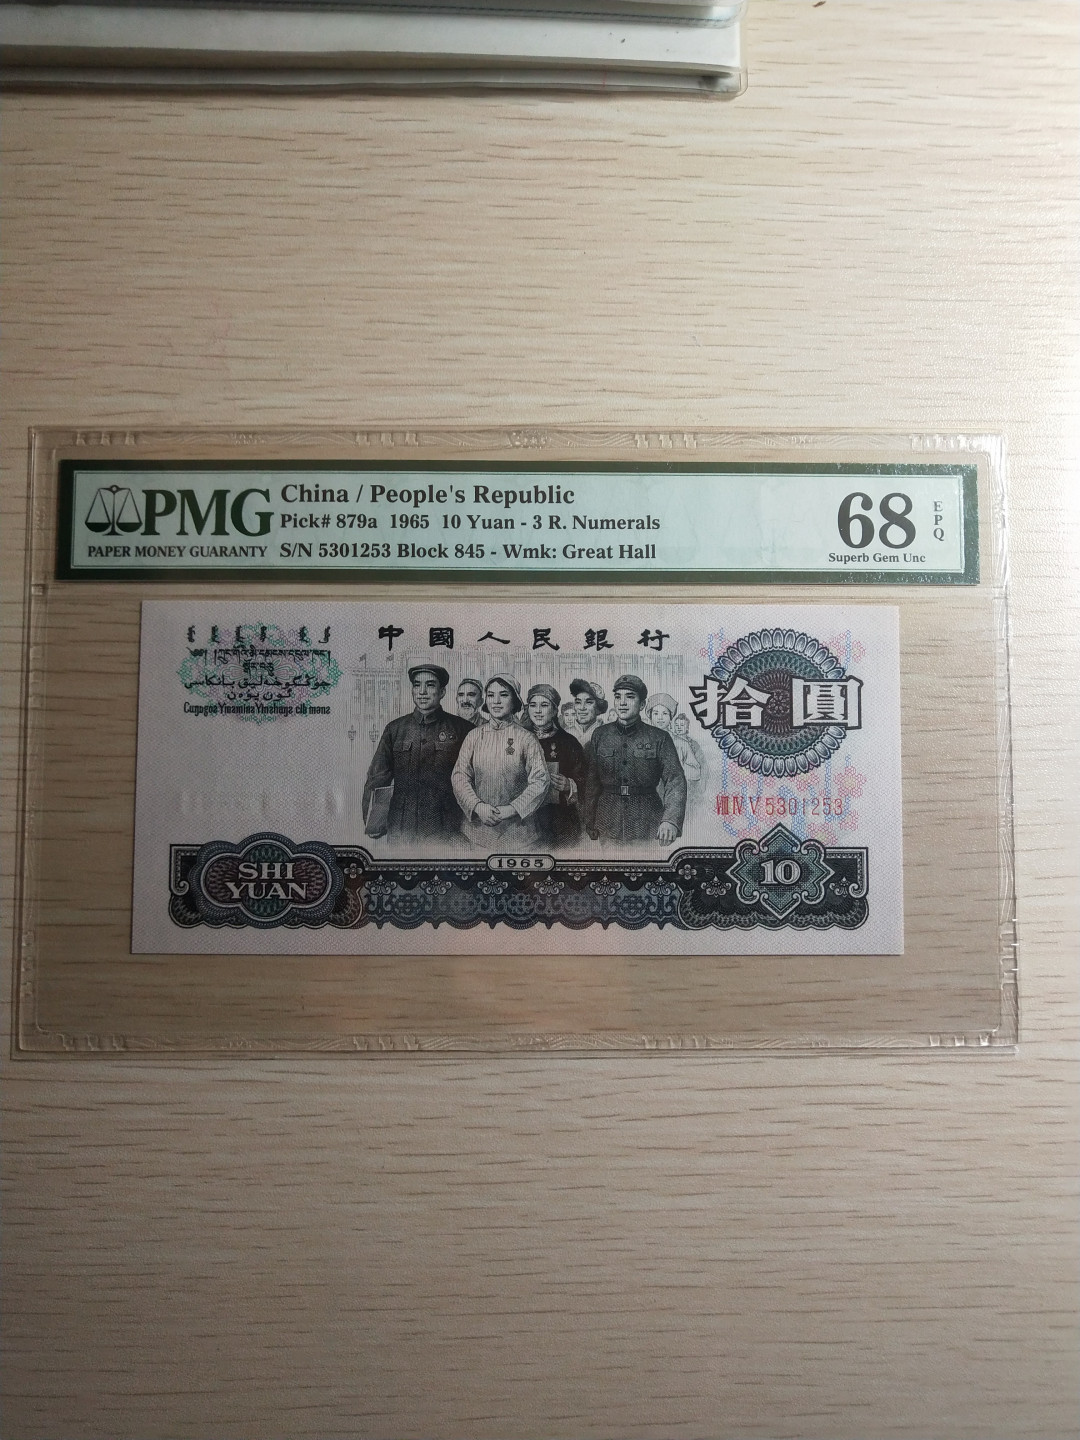 PMG
PAPER MONEY GUARANTY
China / People's Republic
Pick# 879a 1965 10 Yuan - 3 R. Numerals
S/N 5301253 Block 845 - Wmk: Great Hall
68
EPQ
Superb Gem Unc
中國人民銀行
拾圓
Ⅷ Ⅳ Ⅴ 5301253
1965
SHI
YUAN
10